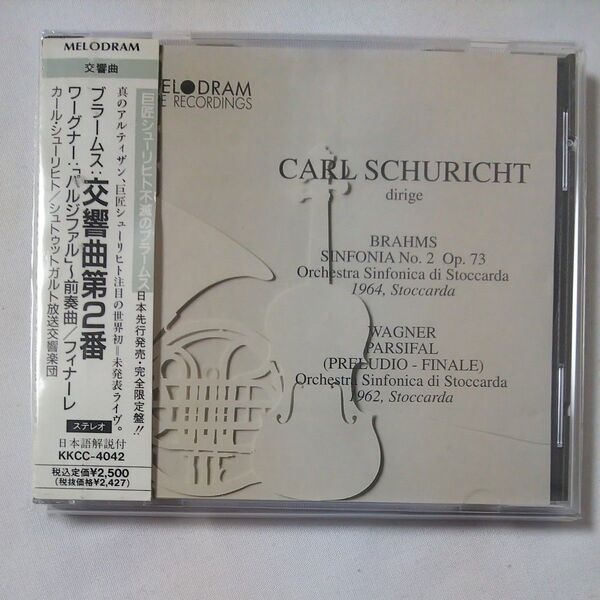 MELODRAM
交響曲
巨匠シューリヒト不滅のブラームス
日本先行発売・完全限定盤!!
真のアルティザン、巨匠シューリヒト注目の世界初=未発表ライヴ。
ブラームス:交響曲第2番
ワーグナー:「パルジファル」〜前奏曲/フィナーレ
カール・シューリヒト/シュトゥットガルト放送交響楽団
ステレオ
日本語解説付
KKCC-4042
税込定価¥2,500
(税抜価格¥2,427)
ELODRAM
E RECORDINGS
CARL SCHURICHT
dirige
BRAHMS
SINFONIA No. 2 Op. 73
Orchestra Sinfonica di Stoccarda
1964, Stoccarda
WAGNER
PARSIFAL
(PRELUDIO - FINALE)
Orchestra Sinfonica di Stoccarda
1962, Stoccarda